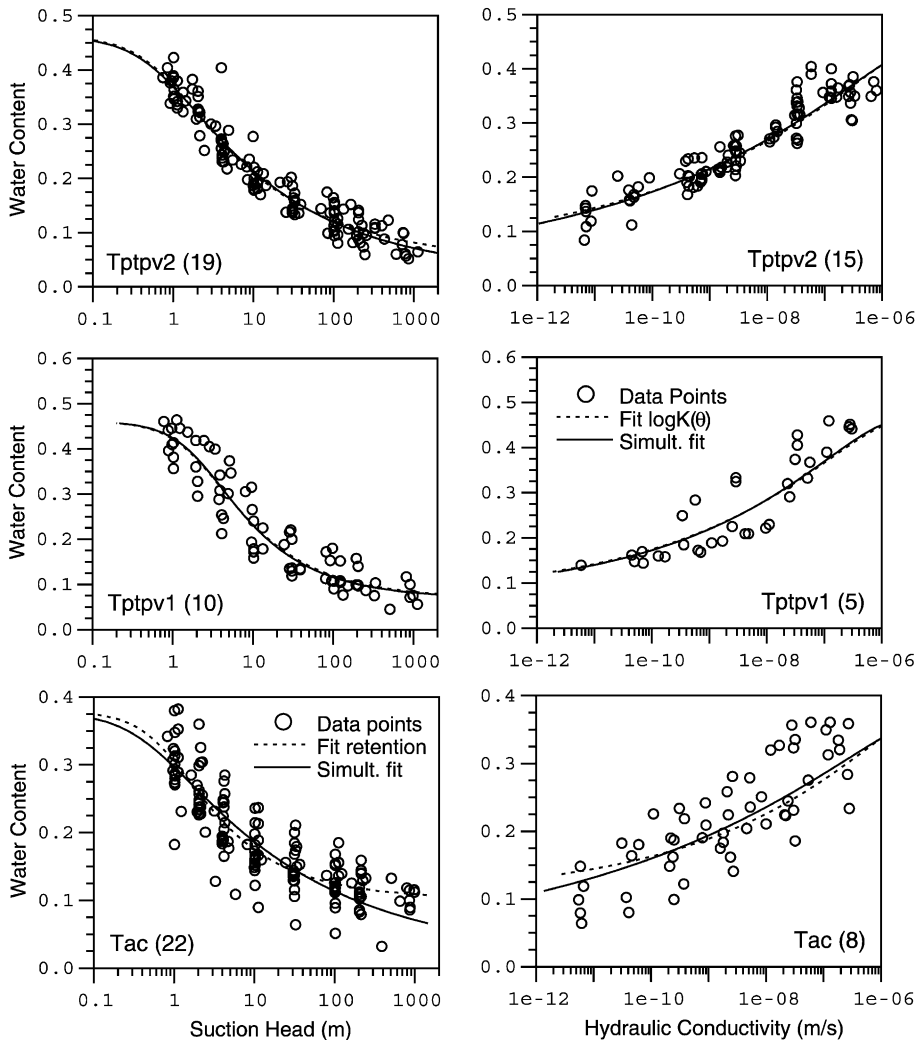 0.5
0.4
0.3
0.2
0.1
0.0
Water Content
Tptpv2 (19)
0.1 1 10 100 1000
0.5
0.4
0.3
0.2
0.1
0.0
Tptpv2 (15)
1e-12 1e-10 1e-08 1e-06
0.6
0.5
0.4
0.3
0.2
0.1
0.0
Water Content
Tptpv1 (10)
0.1 1 10 100 1000
0.6
0.5
0.4
0.3
0.2
0.1
0.0
Data Points
Fit logK(θ)
Simult. fit
Tptpv1 (5)
1e-12 1e-10 1e-08 1e-06
0.4
0.3
0.2
0.1
0.0
Water Content
Data points
Fit retention
Simult. fit
Tac (22)
0.1 1 10 100 1000
Suction Head (m)
0.4
0.3
0.2
0.1
0.0
Tac (8)
1e-12 1e-10 1e-08 1e-06
Hydraulic Conductivity (m/s)